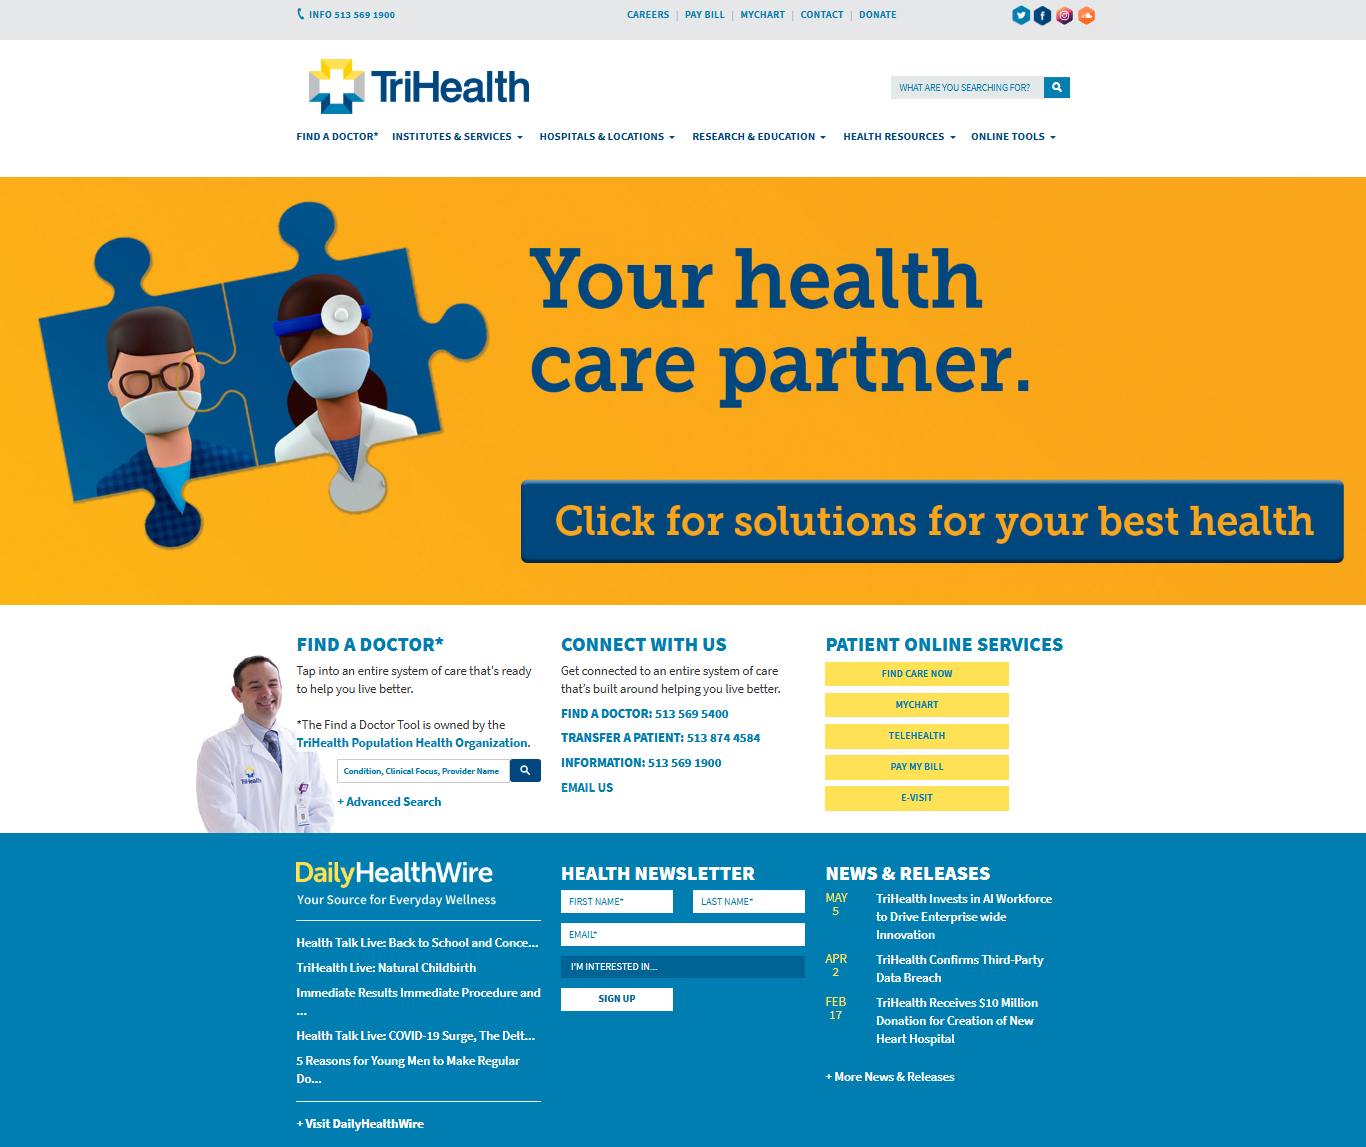 INFO 513 569 1900
CAREERS | PAY BILL | MYCHART | CONTACT | DONATE
TriHealth
WHAT ARE YOU SEARCHING FOR?
FIND A DOCTOR* INSTITUTES & SERVICES HOSPITALS & LOCATIONS RESEARCH & EDUCATION HEALTH RESOURCES ONLINE TOOLS
Your health
care partner.
Click for solutions for your best health
FIND A DOCTOR*
Tap into an entire system of care that's ready
to help you live better.
*The Find a Doctor Tool is owned by the
TriHealth Population Health Organization.
Condition, Clinical Focus, Provider Name
+ Advanced Search
TriHealth
CONNECT WITH US
Get connected to an entire system of care
that's built around helping you live better.
FIND A DOCTOR: 513 569 5400
TRANSFER A PATIENT: 513 874 4584
INFORMATION: 513 569 1900
EMAIL US
PATIENT ONLINE SERVICES
FIND CARE NOW
MYCHART
TELEHEALTH
PAY MY BILL
E-VISIT
DailyHealthWire
Your Source for Everyday Wellness
Health Talk Live: Back to School and Conce...
TriHealth Live: Natural Childbirth
Immediate Results Immediate Procedure and
...
Health Talk Live: COVID-19 Surge, The Delt...
5 Reasons for Young Men to Make Regular
Do...
+ Visit DailyHealthWire
HEALTH NEWSLETTER
FIRST NAME* LAST NAME*
EMAIL*
I'M INTERESTED IN...
SIGN UP
NEWS & RELEASES
MAY
5
TriHealth Invests in AI Workforce
to Drive Enterprise wide
Innovation
APR
2
TriHealth Confirms Third-Party
Data Breach
FEB
17
TriHealth Receives $10 Million
Donation for Creation of New
Heart Hospital
+ More News & Releases